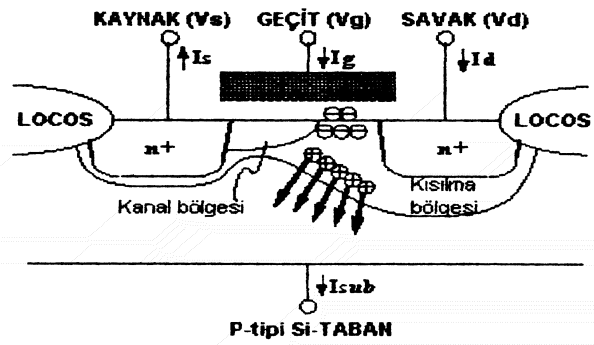 KAYNAK (Vs) GEÇİT (Vg) SAVAK (Vd)
Is Ig Id
LOCOS n+ n+ LOCOS
Kanal bölgesi
Kısılma
bölgesi
Isub
P-tipi Si-TABAN